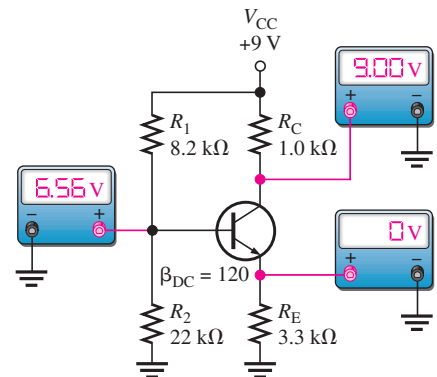 V_CC
+9 V
9.00 V
+ −
R_1
8.2 kΩ
R_C
1.0 kΩ
6.56 V
− +
0 V
+ −
β_DC = 120
R_2
22 kΩ
R_E
3.3 kΩ